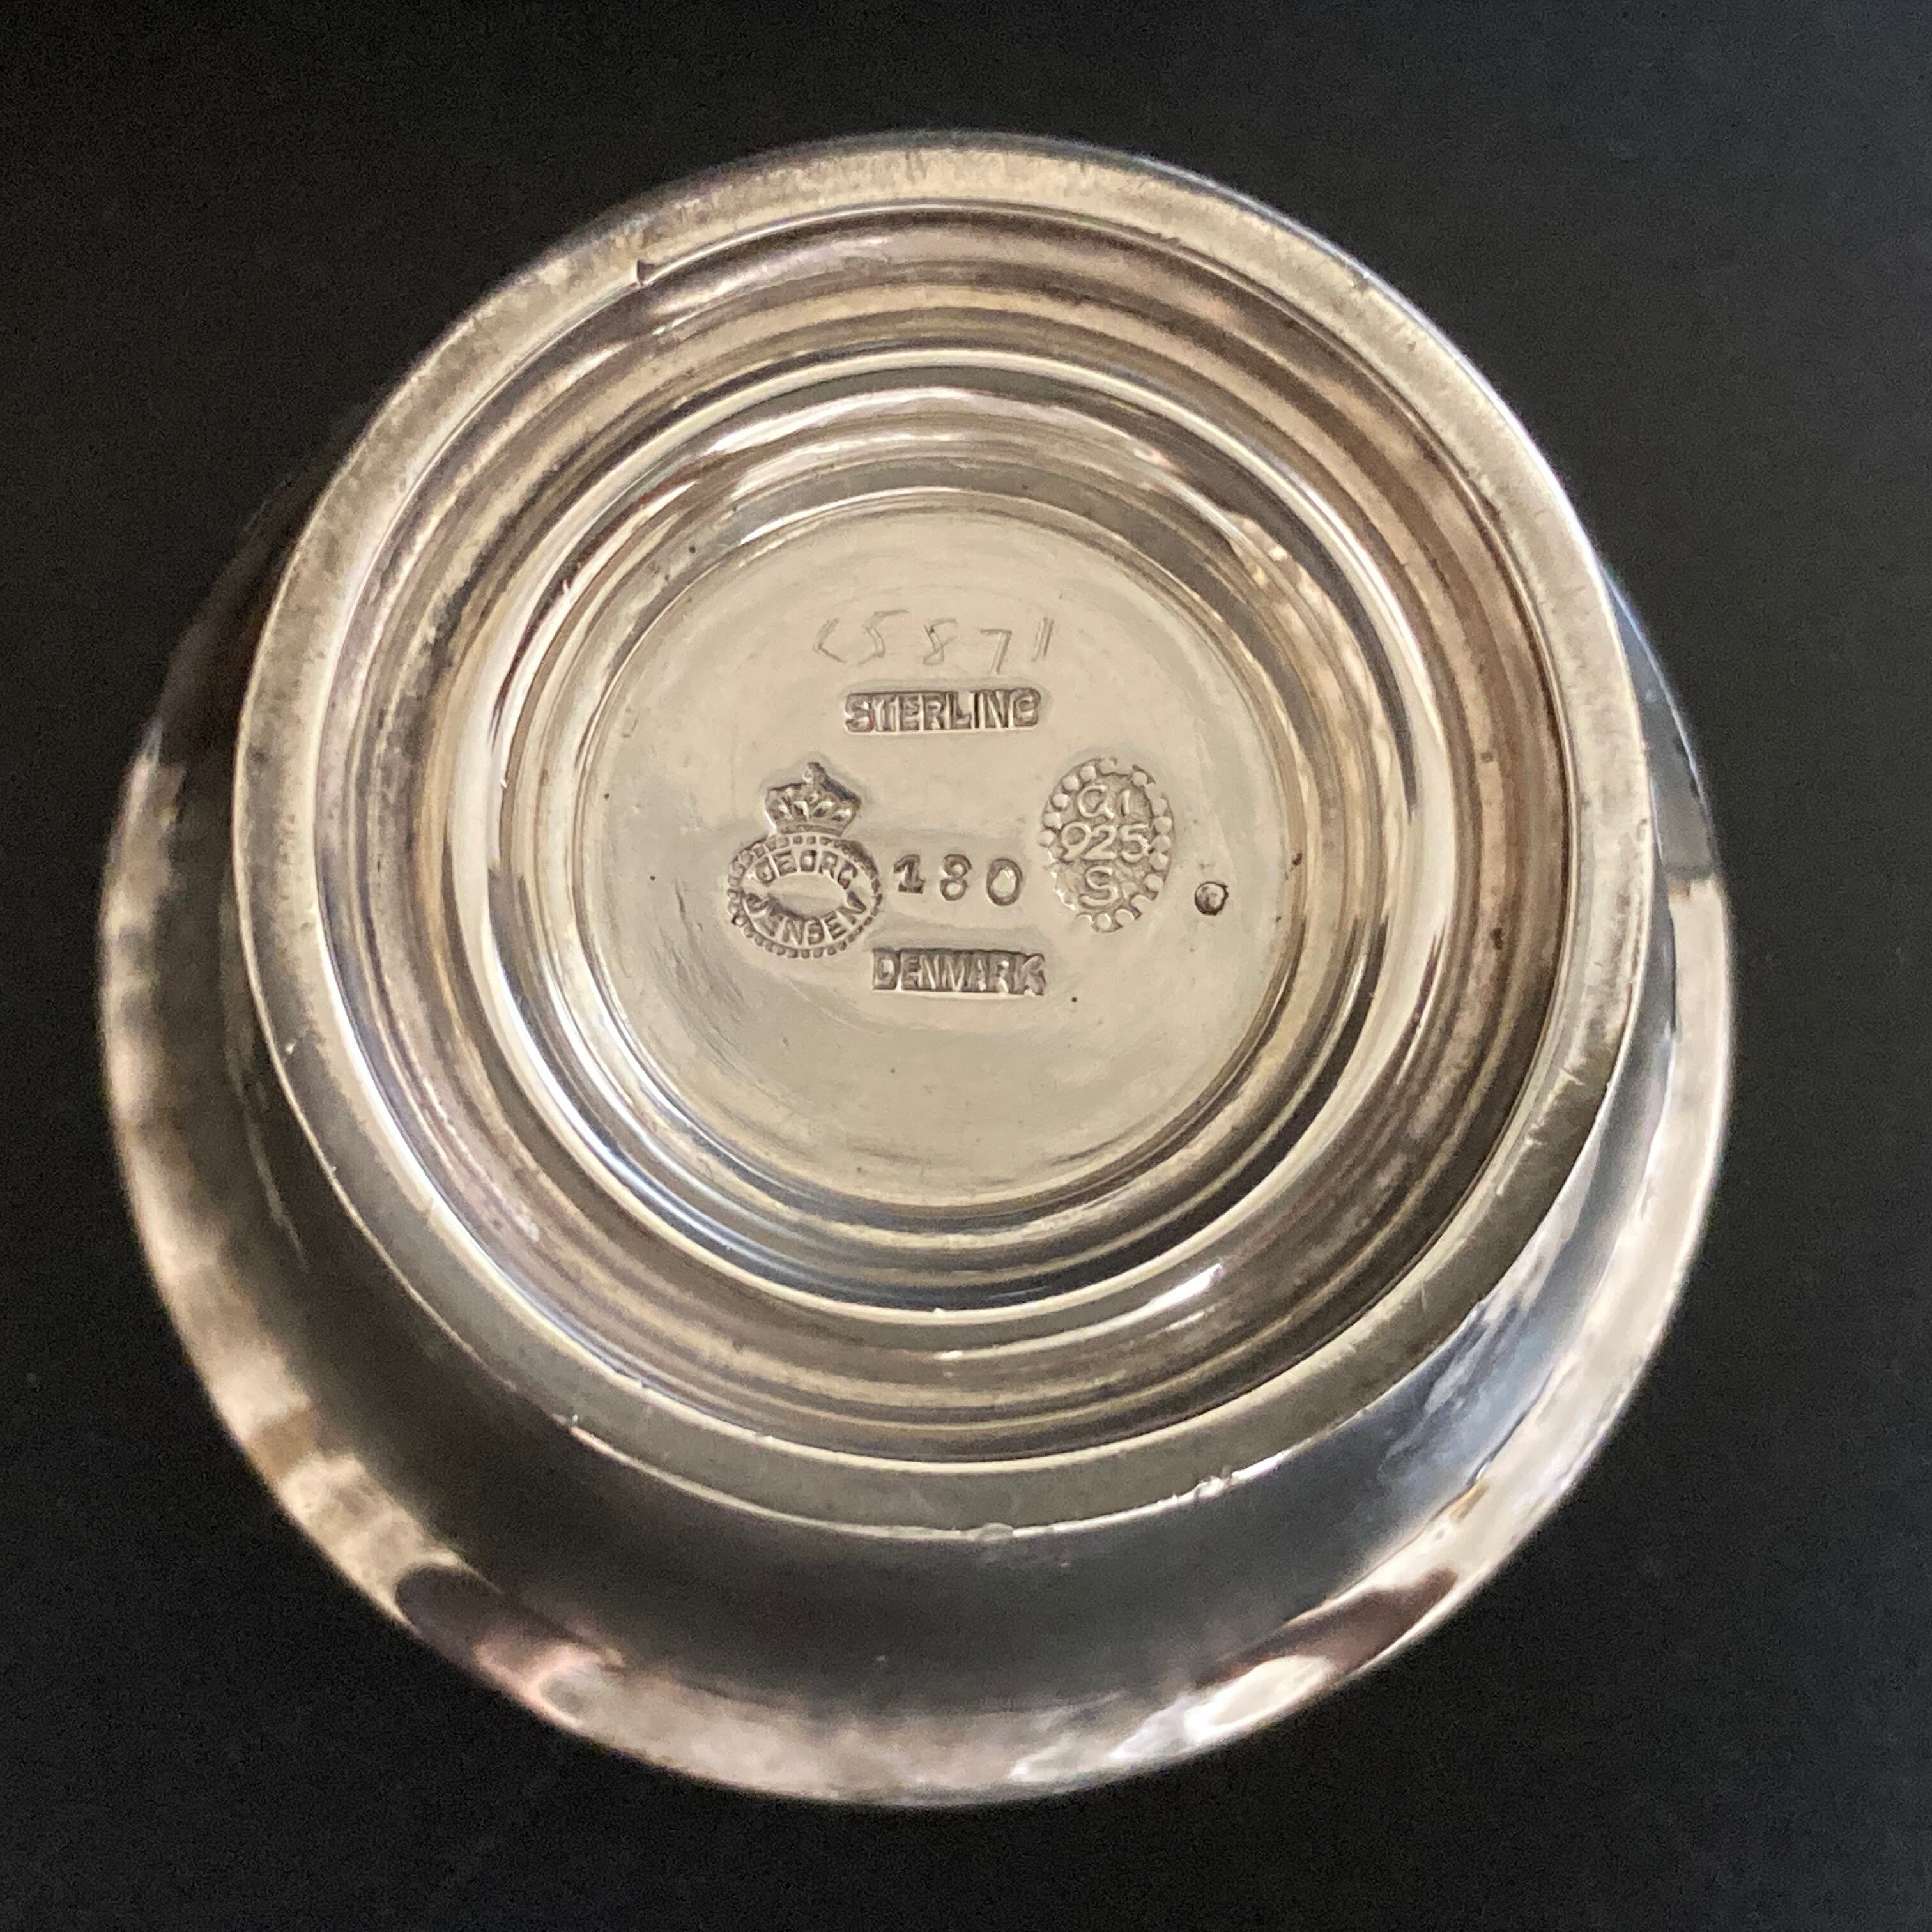 C5871
STERLING
GEORG
JENSEN
180
GI
925
S
DENMARK